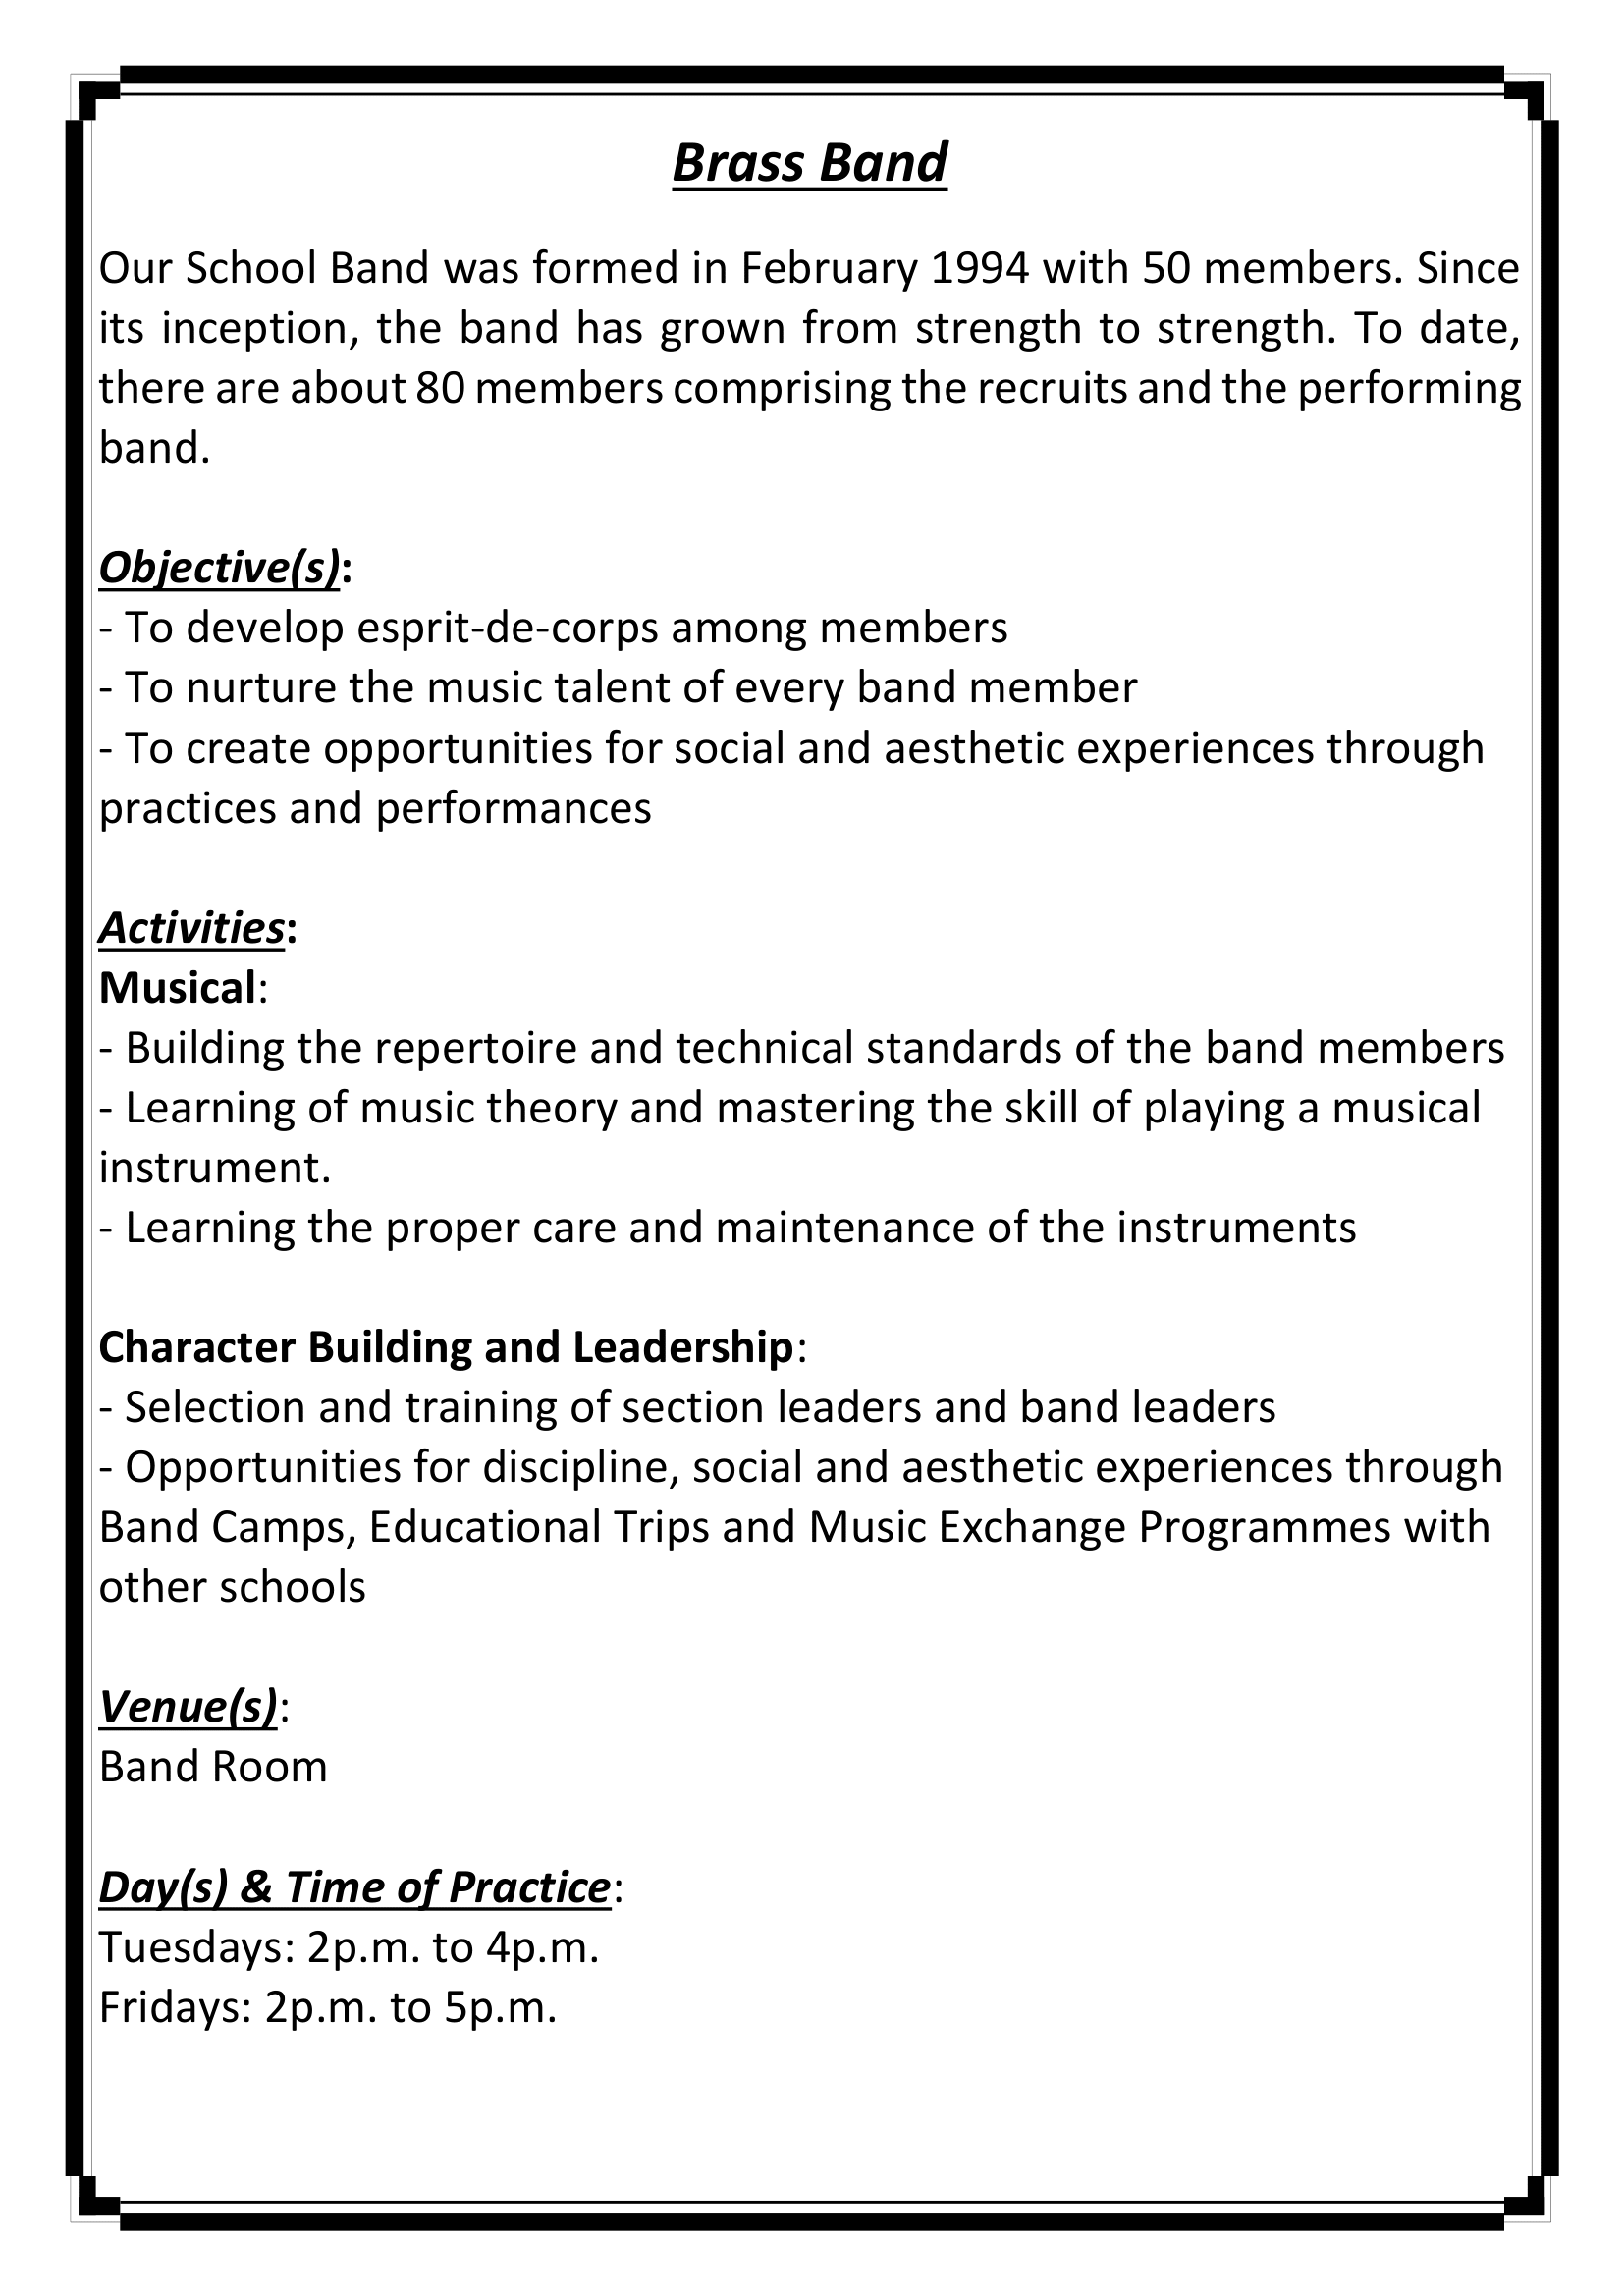 Brass Band
Our School Band was formed in February 1994 with 50 members. Since
its inception, the band has grown from strength to strength. To date,
there are about 80 members comprising the recruits and the performing
band.
Objective(s):
- To develop esprit-de-corps among members
- To nurture the music talent of every band member
- To create opportunities for social and aesthetic experiences through
practices and performances
Activities:
Musical:
- Building the repertoire and technical standards of the band members
- Learning of music theory and mastering the skill of playing a musical
instrument.
- Learning the proper care and maintenance of the instruments
Character Building and Leadership:
- Selection and training of section leaders and band leaders
- Opportunities for discipline, social and aesthetic experiences through
Band Camps, Educational Trips and Music Exchange Programmes with
other schools
Venue(s):
Band Room
Day(s) & Time of Practice:
Tuesdays: 2p.m. to 4p.m.
Fridays: 2p.m. to 5p.m.